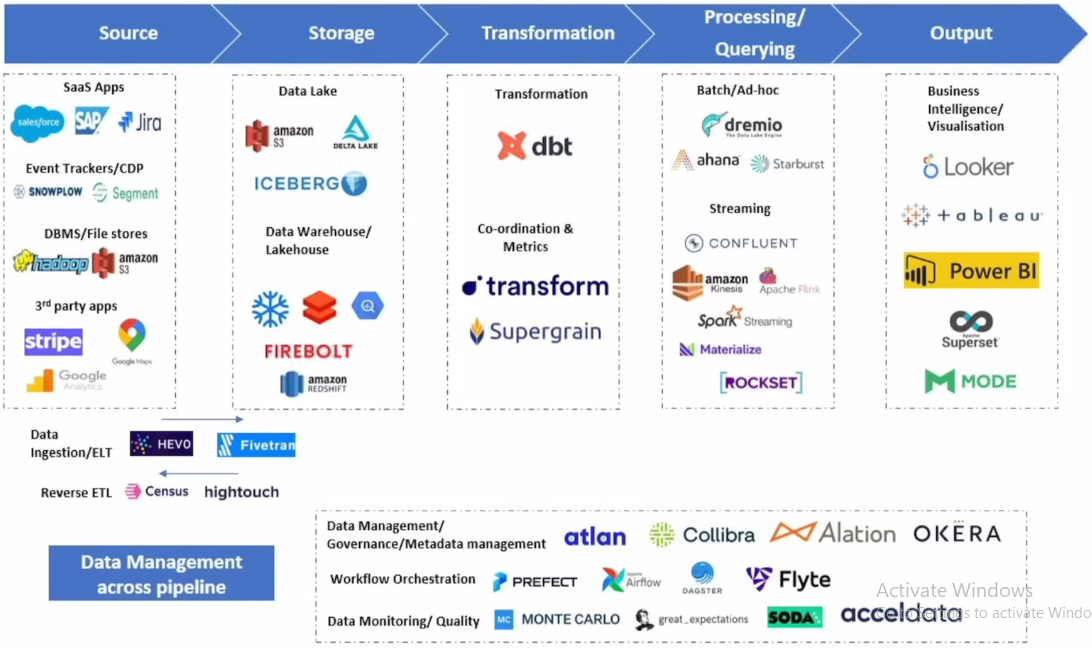 Source
Storage
Transformation
Processing/
Querying
Output
SaaS Apps
salesforce
SAP
Jira
Event Trackers/CDP
SNOWPLOW
Segment
DBMS/File stores
hadoop
amazon
S3
3rd party apps
stripe
Google Maps
Google
Analytics
Data Lake
amazon
S3
DELTA LAKE
ICEBERG
Data Warehouse/
Lakehouse
FIREBOLT
amazon
REDSHIFT
Transformation
dbt
Co-ordination &
Metrics
transform
Supergrain
Batch/Ad-hoc
dremio
The Data Lake Engine
ahana
Starburst
Streaming
CONFLUENT
amazon
Kinesis
Apache Flink
Spark Streaming
Materialize
[ROCKSET]
Business
Intelligence/
Visualisation
Looker
+ableau
Power BI
Apache
Superset
MODE
Data
Ingestion/ELT
HEVO
Fivetran
Reverse ETL
Census
hightouch
Data Management
across pipeline
Data Management/
Governance/Metadata management
atlan
Collibra
Alation
OKËRA
Workflow Orchestration
PREFECT
Apache
Airflow
DAGSTER
Flyte
Data Monitoring/ Quality
MC
MONTE CARLO
great_expectations
SODA
acceldata
Activate Windows
Settings to activate Windo